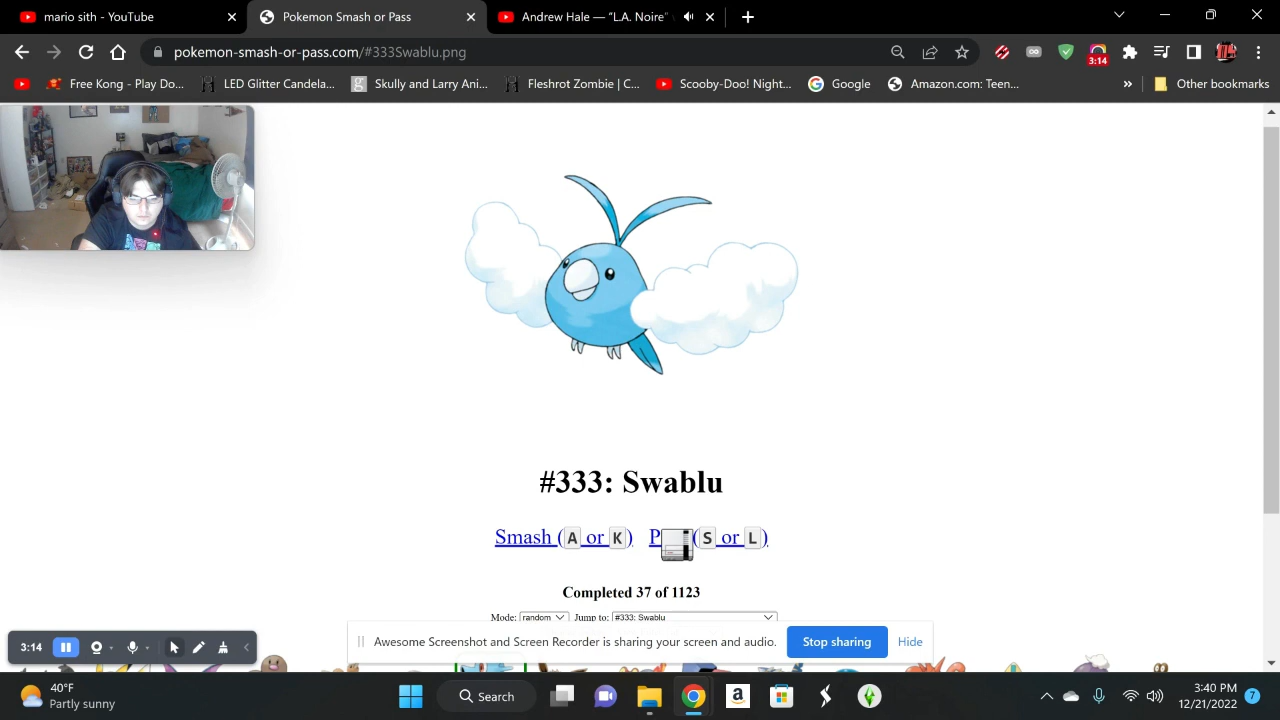 mario sith - YouTube
Pokemon Smash or Pass
Andrew Hale — "L.A. Noire"
pokemon-smash-or-pass.com/#333Swablu.png
3:14
Free Kong - Play Do...
LED Glitter Candela...
Skully and Larry Ani...
Fleshrot Zombie | C...
Scooby-Doo! Night...
Google
Amazon.com: Teen...
»
Other bookmarks
#333: Swablu
Smash (A or K) P (S or L)
Completed 37 of 1123
Mode: random Jump to: #333: Swablu
Awesome Screenshot and Screen Recorder is sharing your screen and audio.
Stop sharing
Hide
3:14
40°F
Partly sunny
Search
3:40 PM
12/21/2022
7